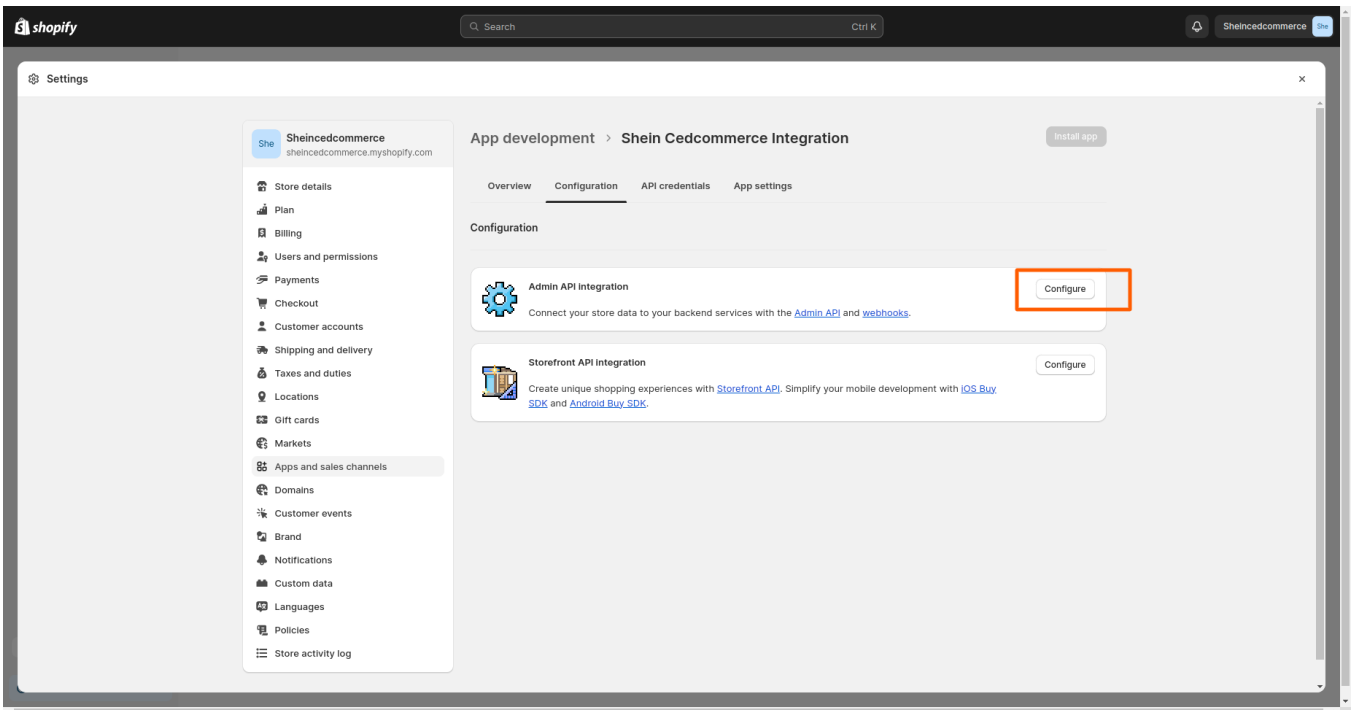 shopify
Search
Ctrl K
Sheincedcommerce
She
Settings
She
Sheincedcommerce
sheincedcommerce.myshopify.com
Store details
Plan
Billing
Users and permissions
Payments
Checkout
Customer accounts
Shipping and delivery
Taxes and duties
Locations
Gift cards
Markets
Apps and sales channels
Domains
Customer events
Brand
Notifications
Custom data
Languages
Policies
Store activity log
App development › Shein Cedcommerce Integration
Install app
Overview Configuration API credentials App settings
Configuration
Admin API integration
Configure
Connect your store data to your backend services with the Admin API and webhooks.
Storefront API integration
Configure
Create unique shopping experiences with Storefront API. Simplify your mobile development with iOS Buy
SDK and Android Buy SDK.